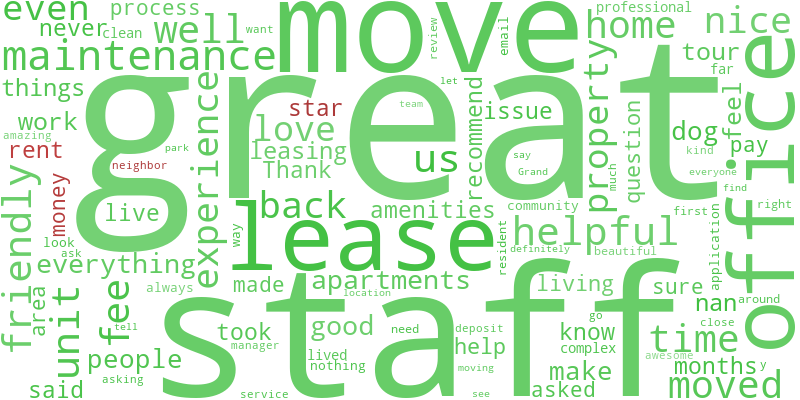 even
process
move
home
professional
nice
never
clean
well
want
review
email
maintenance
tour
far
things
great
office
experience
star
love
issue
recommend
property
question
feel
dog
pay
work
team
let
amazing
rent
park
leasing
us
say
kind
neighbor
Thank
Grand
much
everyone
friendly
money
live
back
amenities
community
find
first
right
way
lease
resident
helpful
application
look
ask
definitely
beautiful
everything
area
unit
fee
always
made
apartments
location
living
sure
nan
around
staff
took
good
need
deposit
go
know
time
close
tell
people
manager
lived
help
complex
awesome
nothing
months
y
asking
moving
make
said
service
see
asked
moved